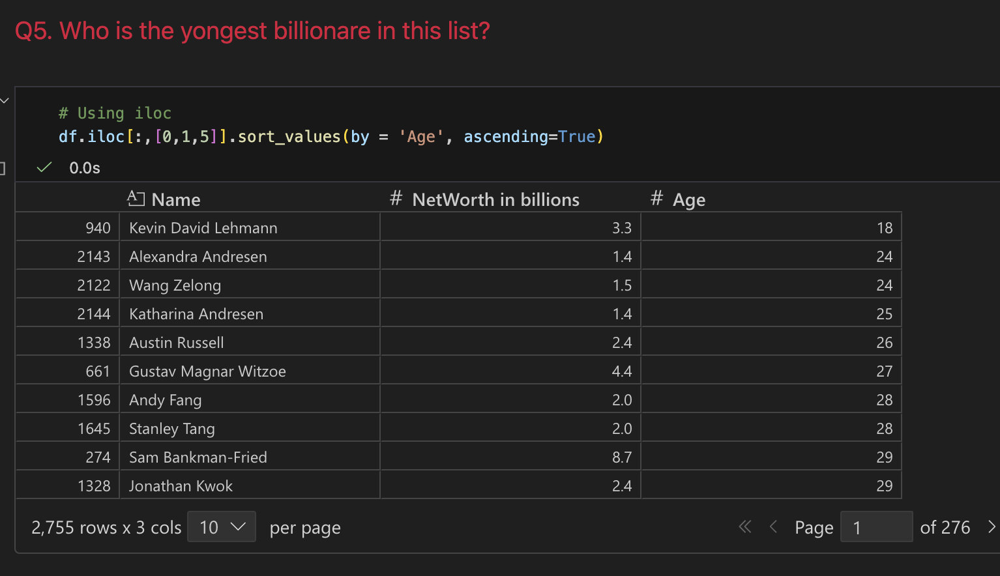 Q5. Who is the yongest billionare in this list?
# Using iloc
df.iloc[:,[0,1,5]].sort_values(by = 'Age', ascending=True)
0.0s
Name # NetWorth in billions # Age
940 Kevin David Lehmann 3.3 18
2143 Alexandra Andresen 1.4 24
2122 Wang Zelong 1.5 24
2144 Katharina Andresen 1.4 25
1338 Austin Russell 2.4 26
661 Gustav Magnar Witzoe 4.4 27
1596 Andy Fang 2.0 28
1645 Stanley Tang 2.0 28
274 Sam Bankman-Fried 8.7 29
1328 Jonathan Kwok 2.4 29
2,755 rows x 3 cols 10 per page Page 1 of 276